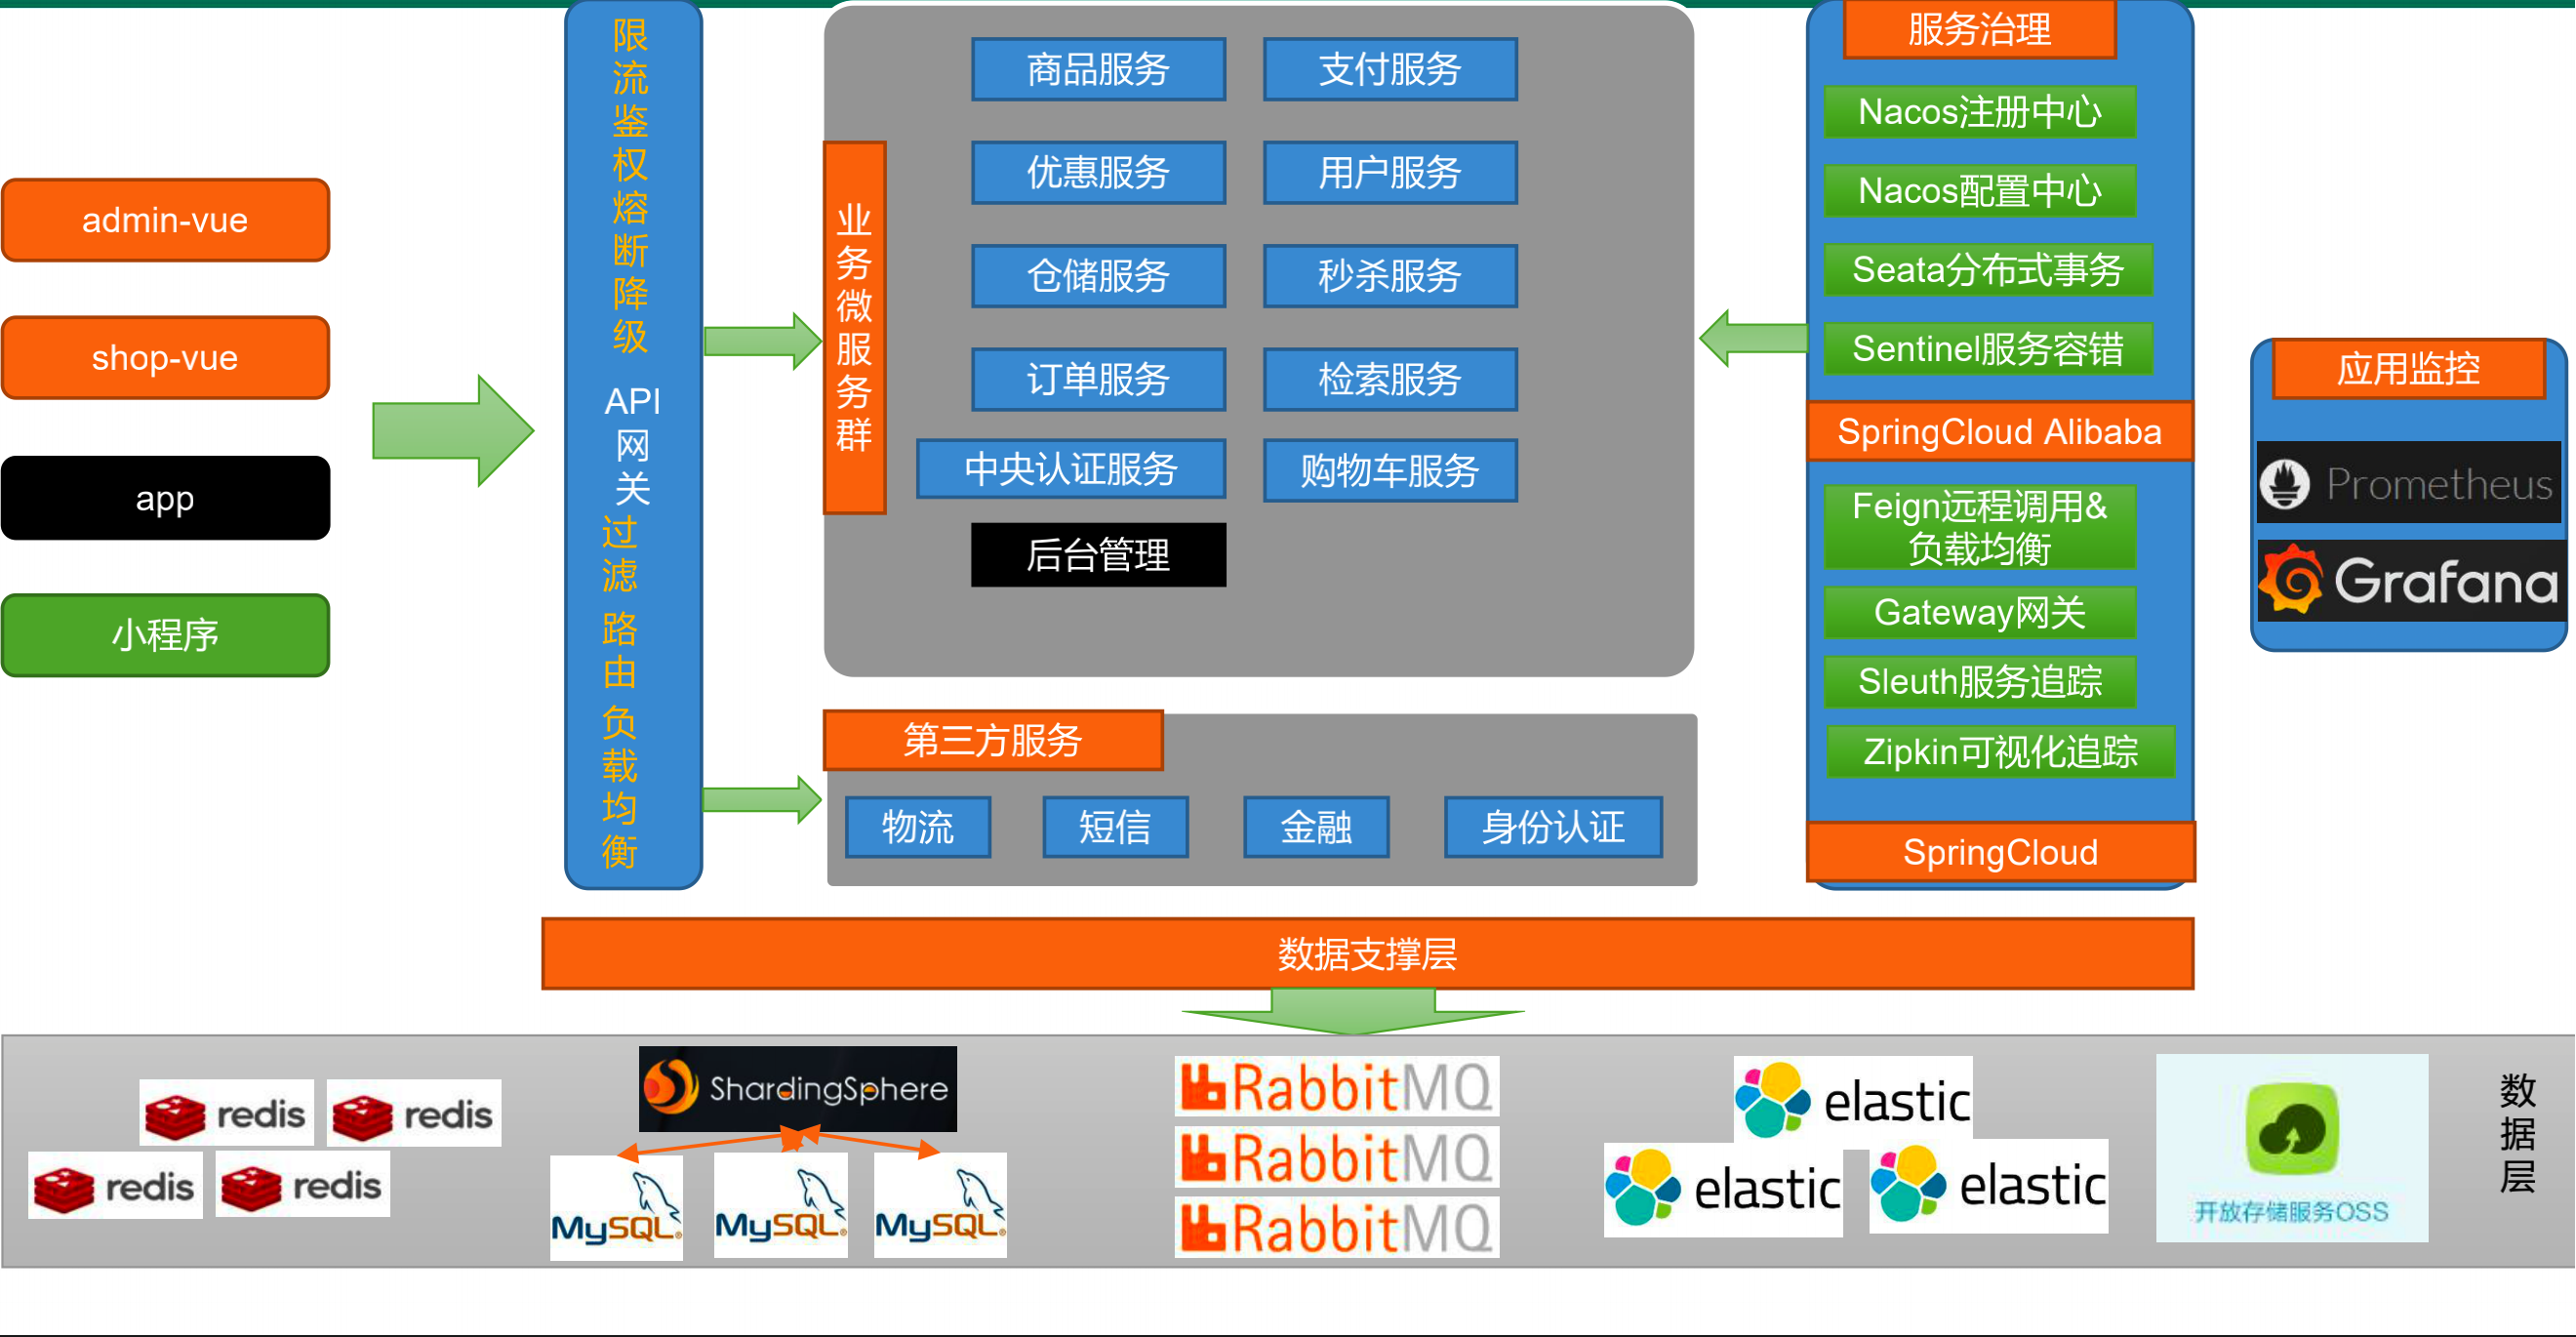 admin-vue
shop-vue
app
小程序
限流鉴权熔断降级
API
网
关
过滤
路由
负载均衡
业务微服务群
商品服务
支付服务
优惠服务
用户服务
仓储服务
秒杀服务
订单服务
检索服务
中央认证服务
购物车服务
后台管理
第三方服务
物流
短信
金融
身份认证
服务治理
Nacos注册中心
Nacos配置中心
Seata分布式事务
Sentinel服务容错
SpringCloud Alibaba
Feign远程调用&
负载均衡
Gateway网关
Sleuth服务追踪
Zipkin可视化追踪
SpringCloud
应用监控
Prometheus
Grafana
数据支撑层
redis
redis
redis
redis
ShardingSphere
MySQL
MySQL
MySQL
RabbitMQ
RabbitMQ
RabbitMQ
elastic
elastic
elastic
开放存储服务OSS
数据层